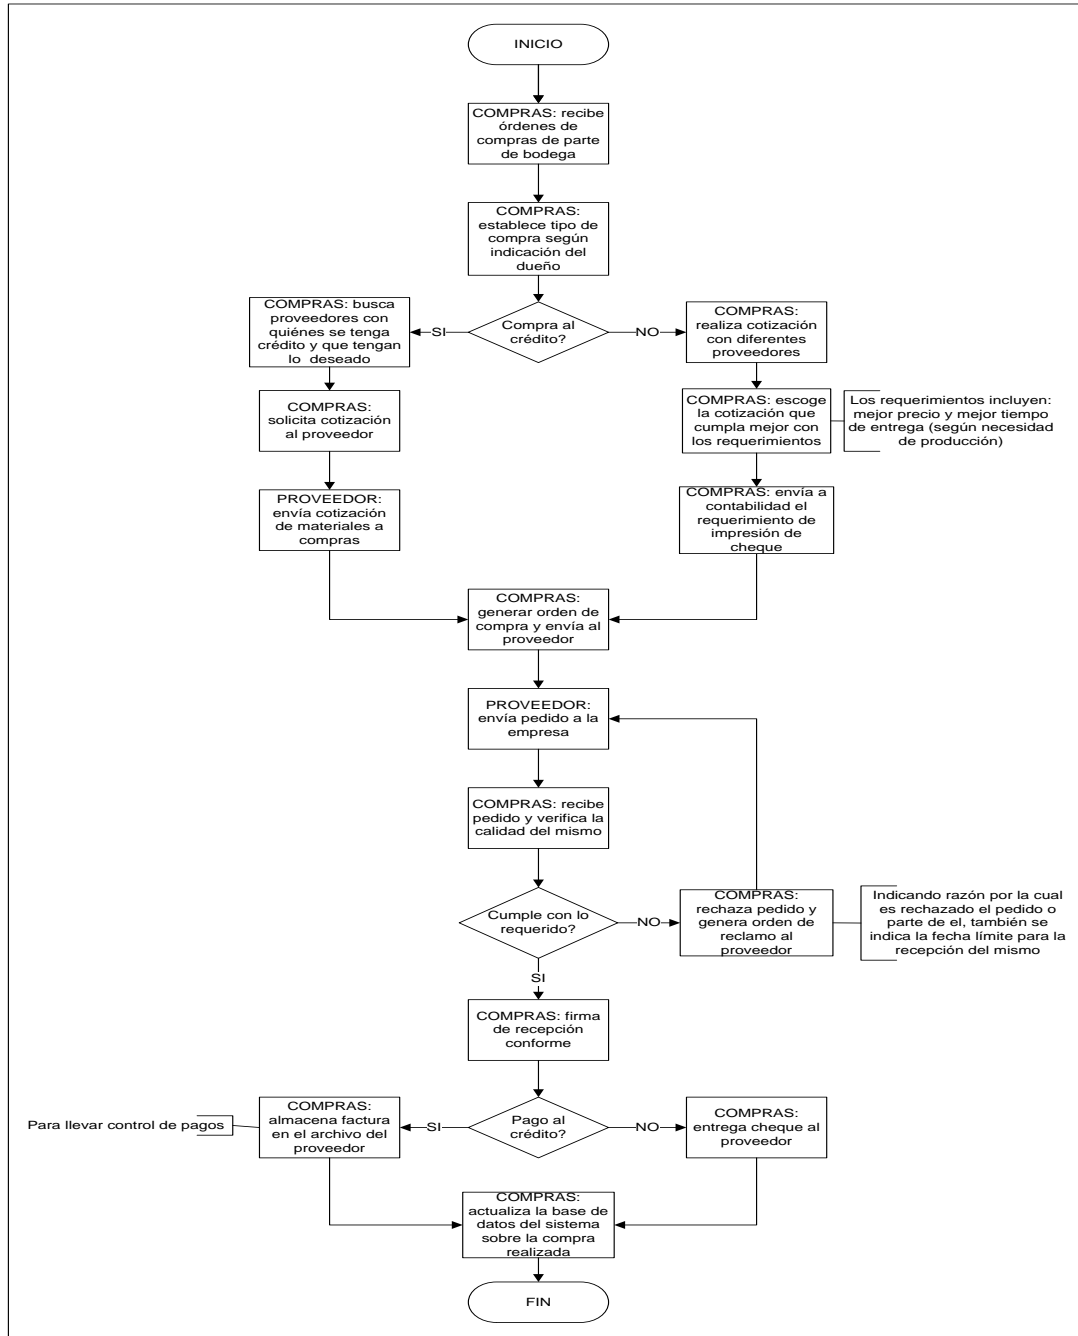 INICIO
COMPRAS: recibe
órdenes de
compras de parte
de bodega
COMPRAS:
establece tipo de
compra según
indicación del
dueño
Compra al
crédito?
SI
NO
COMPRAS: busca
proveedores con
quiénes se tenga
crédito y que tengan
lo deseado
COMPRAS:
realiza cotización
con diferentes
proveedores
COMPRAS:
solicita cotización
al proveedor
COMPRAS: escoge
la cotización que
cumpla mejor con
los requerimientos
Los requerimientos incluyen:
mejor precio y mejor tiempo
de entrega (según necesidad
de producción)
PROVEEDOR:
envía cotización
de materiales a
compras
COMPRAS: envía a
contabilidad el
requerimiento de
impresión de
cheque
COMPRAS:
generar orden de
compra y envía al
proveedor
PROVEEDOR:
envía pedido a la
empresa
COMPRAS: recibe
pedido y verifica la
calidad del mismo
Cumple con lo
requerido?
NO
COMPRAS:
rechaza pedido y
genera orden de
reclamo al
proveedor
Indicando razón por la cual
es rechazado el pedido o
parte de el, también se
indica la fecha límite para la
recepción del mismo
SI
COMPRAS: firma
de recepción
conforme
Pago al
crédito?
SI
NO
COMPRAS:
almacena factura
en el archivo del
proveedor
Para llevar control de pagos
COMPRAS:
entrega cheque al
proveedor
COMPRAS:
actualiza la base de
datos del sistema
sobre la compra
realizada
FIN